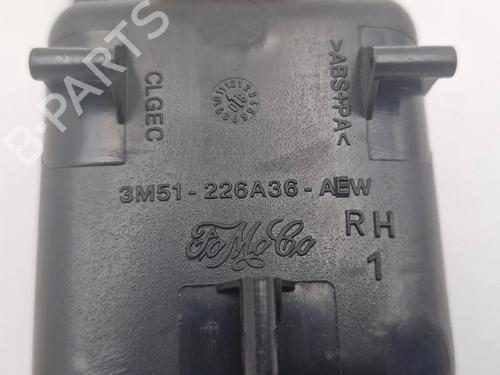 CLGEC
>ABS+PA<
3M51-226A36-AEW
FoMoCo
RH
1
B-PARTS